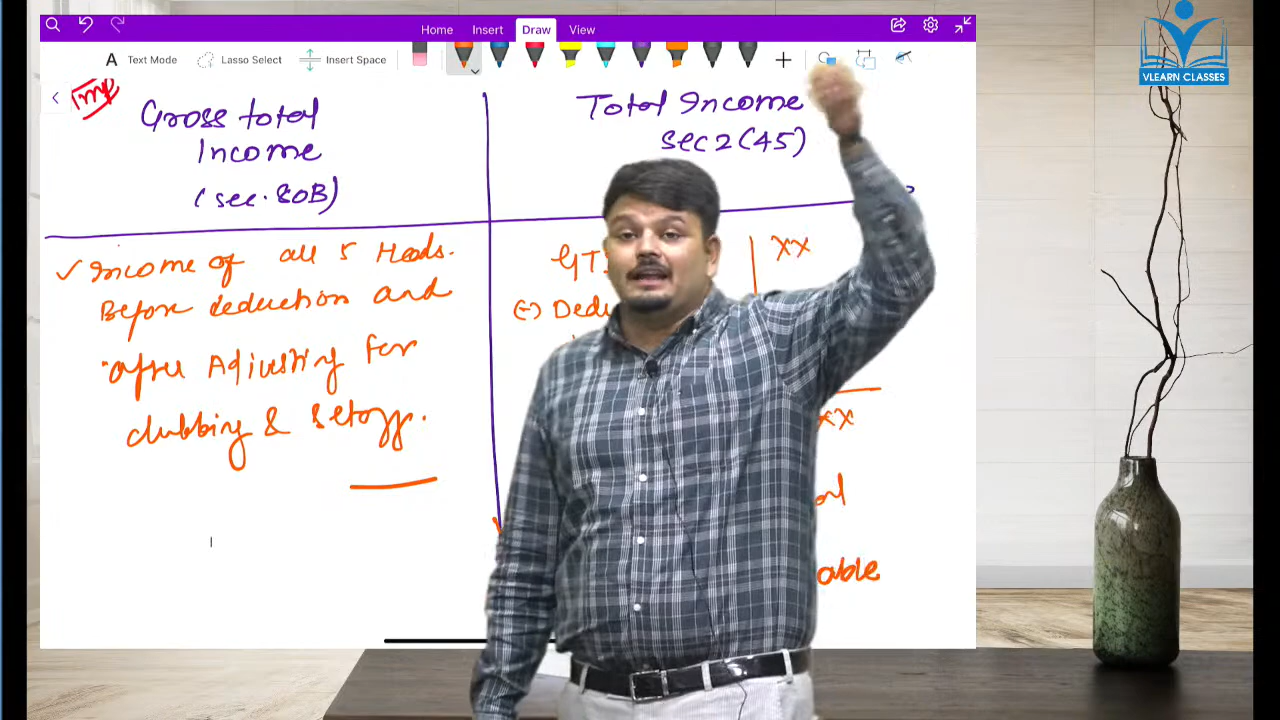 Home Insert Draw View
Text Mode Lasso Select Insert Space
VLEARN CLASSES
Imp
Gross total
Income
(sec. 80B)
Total Income
sec 2 (45)
✓ Income of all 5 Heads.
Before deduction and
after Adjusting for
clubbing & setoff.
GT
XX
(-) Dedu
XX
able